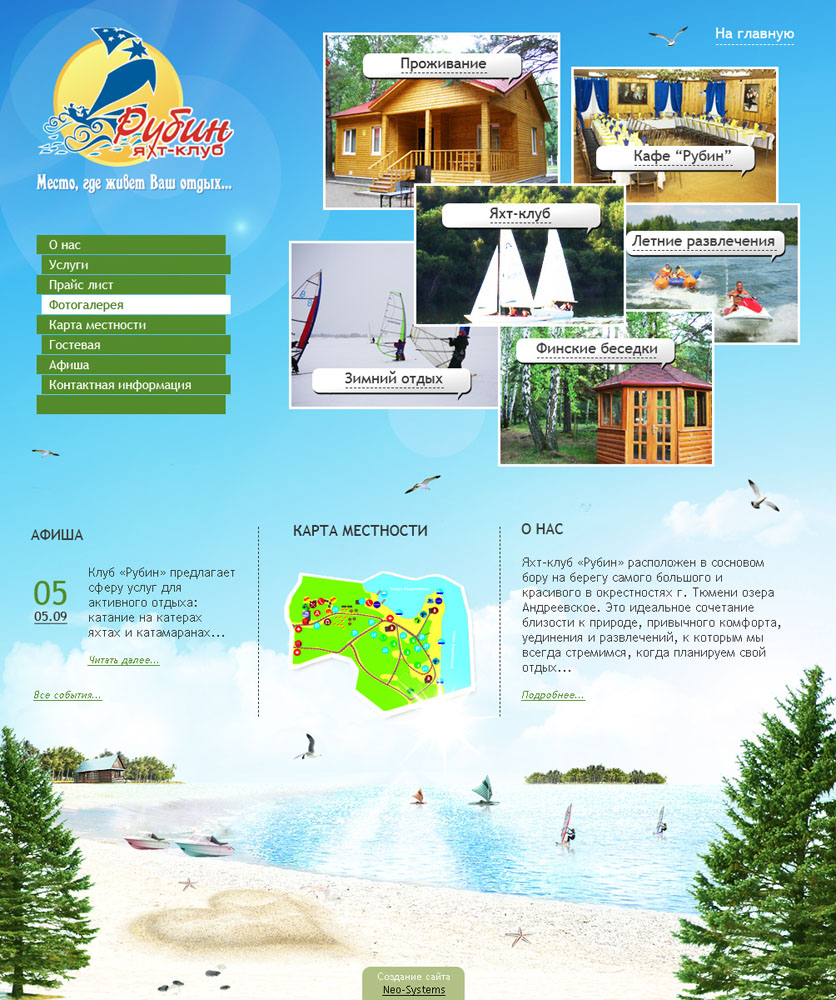 На главную
Рубин
яхт-клуб
Место, где живет Ваш отдых...
Проживание
Кафе “Рубин”
Яхт-клуб
Летние развлечения
Финские беседки
Зимний отдых
О нас
Услуги
Прайс лист
Фотогалерея
Карта местности
Гостевая
Афиша
Контактная информация
АФИША
05
05.09
Клуб «Рубин» предлагает
сферу услуг для
активного отдыха:
катание на катерах
яхтах и катамаранах...
Читать далее...
Все события...
КАРТА МЕСТНОСТИ
О НАС
Яхт-клуб «Рубин» расположен в сосновом
бору на берегу самого большого и
красивого в окрестностях г. Тюмени озера
Андреевское. Это идеальное сочетание
близости к природе, привычного комфорта,
уединения и развлечений, к которым мы
всегда стремимся, когда планируем свой
отдых...
Подробнее...
Создание сайта
Neo-Systems